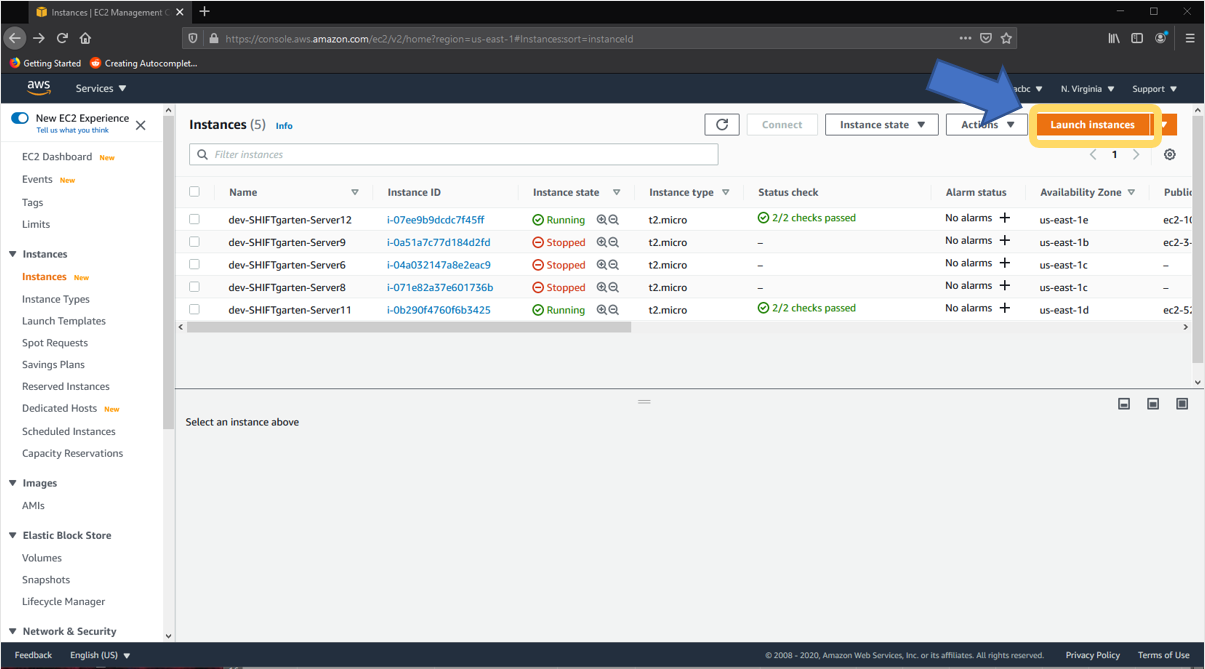 Instances | EC2 Management C
https://console.aws.amazon.com/ec2/v2/home?region=us-east-1#Instances:sort=instanceId
Getting Started Creating Autocomplet...
aws Services acbc N. Virginia Support
New EC2 Experience
Tell us what you think
EC2 Dashboard New
Events New
Tags
Limits
Instances
Instances New
Instance Types
Launch Templates
Spot Requests
Savings Plans
Reserved Instances
Dedicated Hosts New
Scheduled Instances
Capacity Reservations
Images
AMIs
Elastic Block Store
Volumes
Snapshots
Lifecycle Manager
Network & Security
Instances (5) Info Connect Instance state Actions Launch instances
Filter instances 1
Name Instance ID Instance state Instance type Status check Alarm status Availability Zone Public
dev-SHIFTgarten-Server12 i-07ee9b9dcdc7f45ff Running t2.micro 2/2 checks passed No alarms + us-east-1e ec2-10
dev-SHIFTgarten-Server9 i-0a51a7c77d184d2fd Stopped t2.micro – No alarms + us-east-1b ec2-3-
dev-SHIFTgarten-Server6 i-04a032147a8e2eac9 Stopped t2.micro – No alarms + us-east-1c –
dev-SHIFTgarten-Server8 i-071e82a37e601736b Stopped t2.micro – No alarms + us-east-1c –
dev-SHIFTgarten-Server11 i-0b290f4760f6b3425 Running t2.micro 2/2 checks passed No alarms + us-east-1d ec2-52
Select an instance above
Feedback English (US) © 2008 - 2020, Amazon Web Services, Inc. or its affiliates. All rights reserved. Privacy Policy Terms of Use